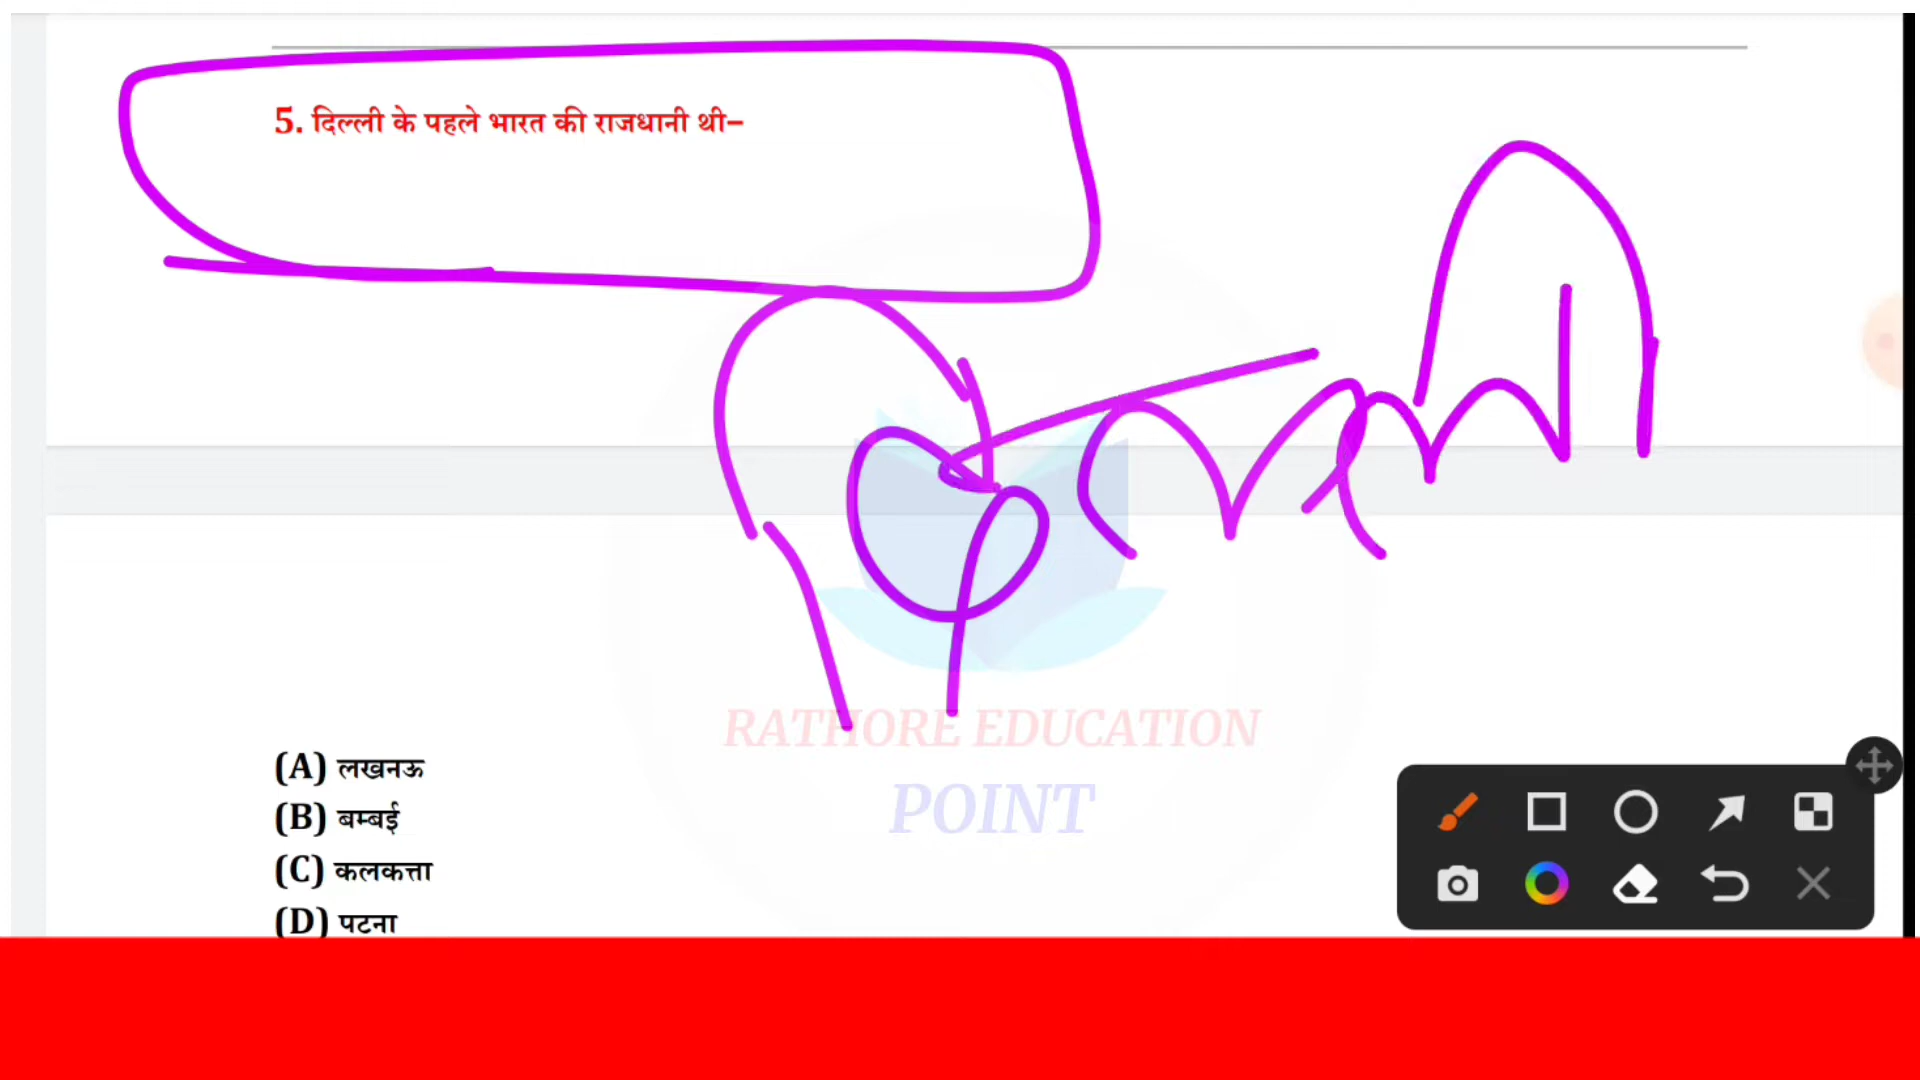 5. दिल्ली के पहले भारत की राजधानी थी–
दिल्ली
RATHORE EDUCATION
POINT
(A) लखनऊ
(B) बम्बई
(C) कलकत्ता
(D) पटना